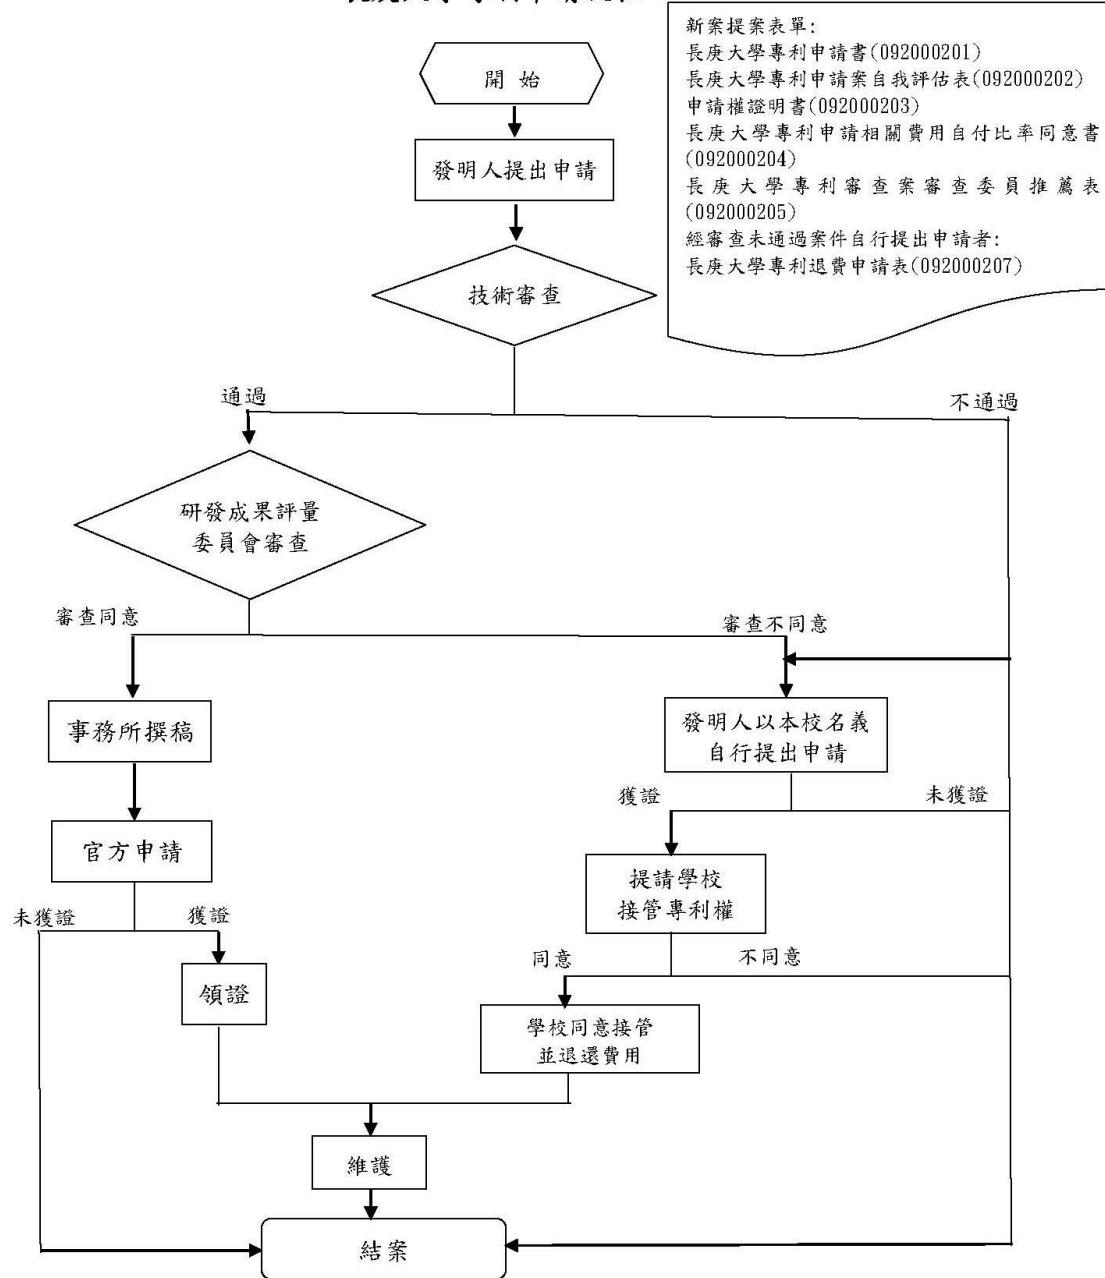 新案提案表單:
長庚大學專利申請書(092000201)
長庚大學專利申請案自我評估表(092000202)
申請權證明書(092000203)
長庚大學專利申請相關費用自付比率同意書
(092000204)
長庚大學專利審查案審查委員推薦表
(092000205)
經審查未通過案件自行提出申請者:
長庚大學專利退費申請表(092000207)
開始
發明人提出申請
技術審查
通過
不通過
研發成果評量
委員會審查
審查同意
審查不同意
事務所撰稿
發明人以本校名義
自行提出申請
獲證
未獲證
官方申請
提請學校
接管專利權
未獲證
獲證
同意
不同意
領證
學校同意接管
並退還費用
維護
結案